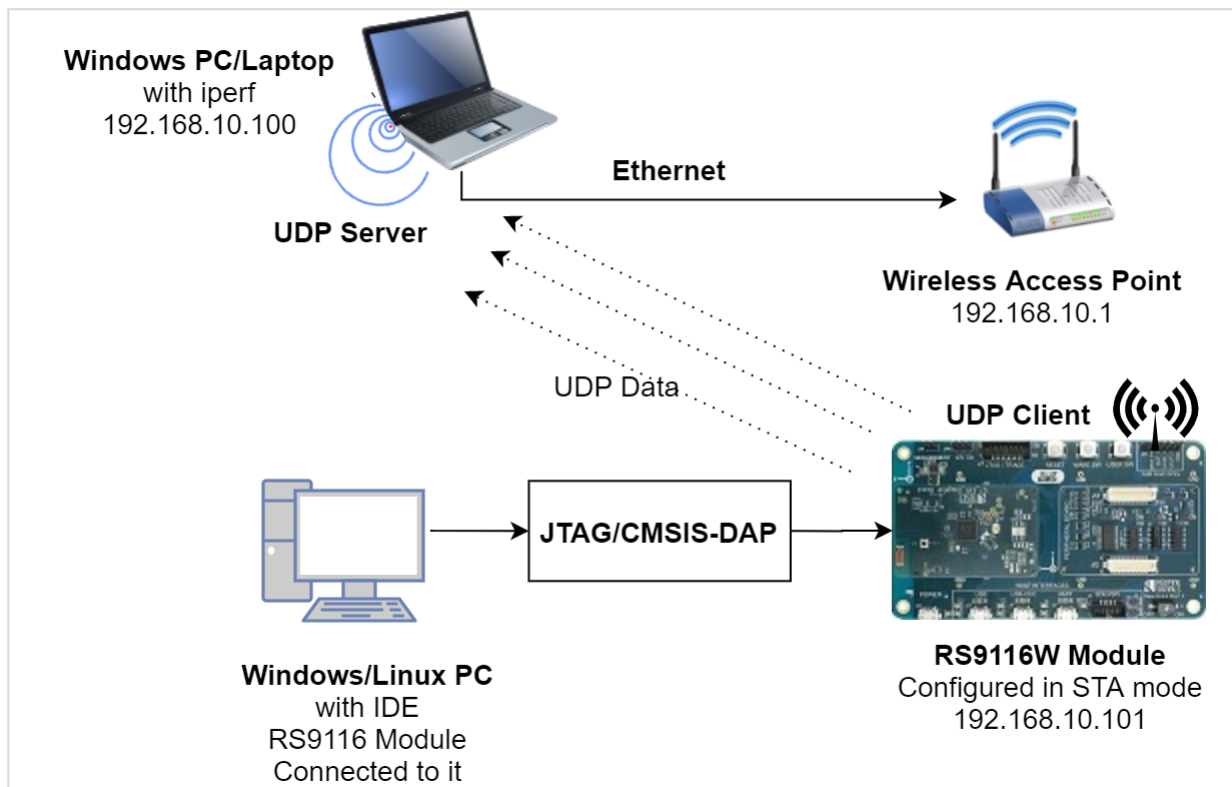 Windows PC/Laptop
with iperf
192.168.10.100
UDP Server
Ethernet
Wireless Access Point
192.168.10.1
UDP Data
UDP Client
JTAG/CMSIS-DAP
Windows/Linux PC
with IDE
RS9116 Module
Connected to it
RS9116W Module
Configured in STA mode
192.168.10.101